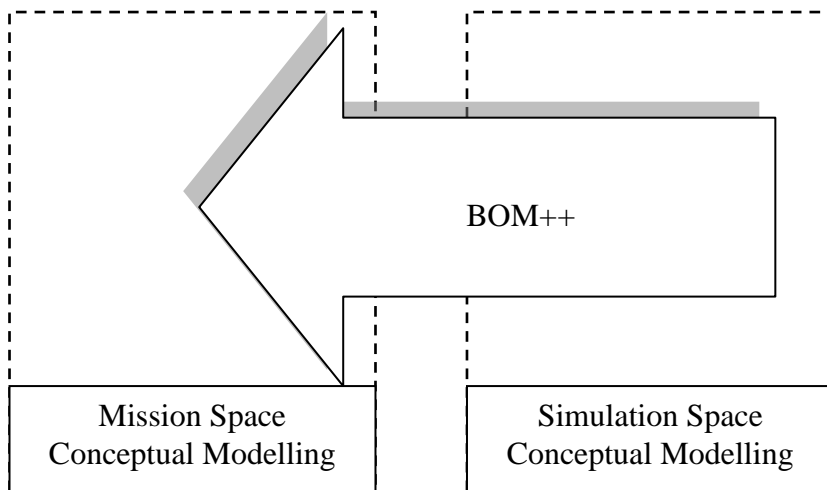 BOM++
Mission Space
Conceptual Modelling
Simulation Space
Conceptual Modelling